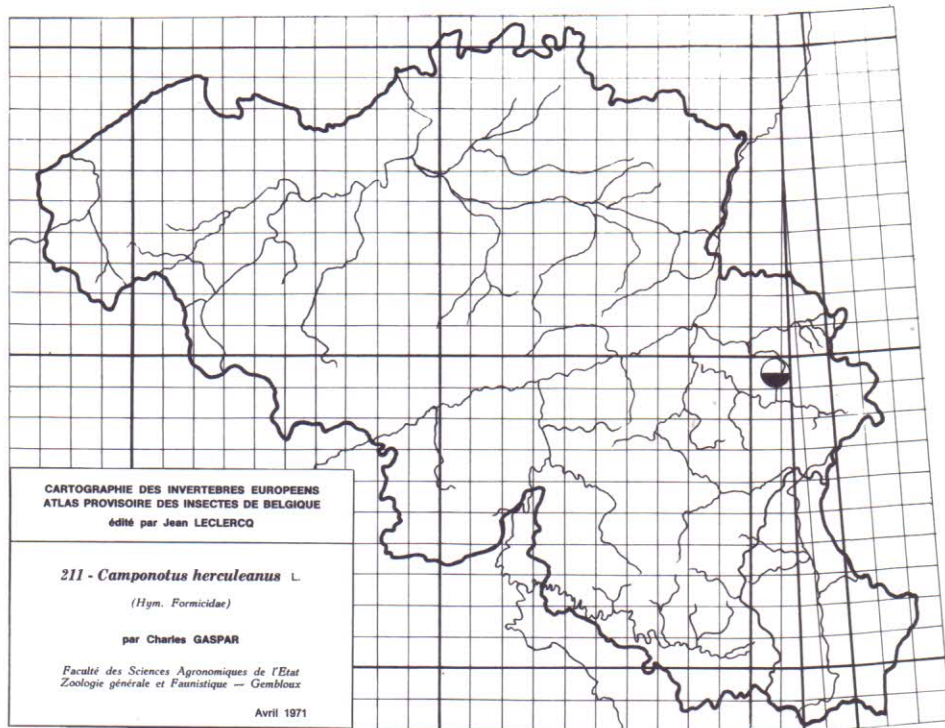 CARTOGRAPHIE DES INVERTEBRES EUROPEENS
ATLAS PROVISOIRE DES INSECTES DE BELGIQUE
édité par Jean LECLERCQ
211 - Camponotus herculeanus L.
(Hym. Formicidae)
par Charles GASPAR
Faculté des Sciences Agronomiques de l'Etat
Zoologie générale et Faunistique — Gembloux
Avril 1971